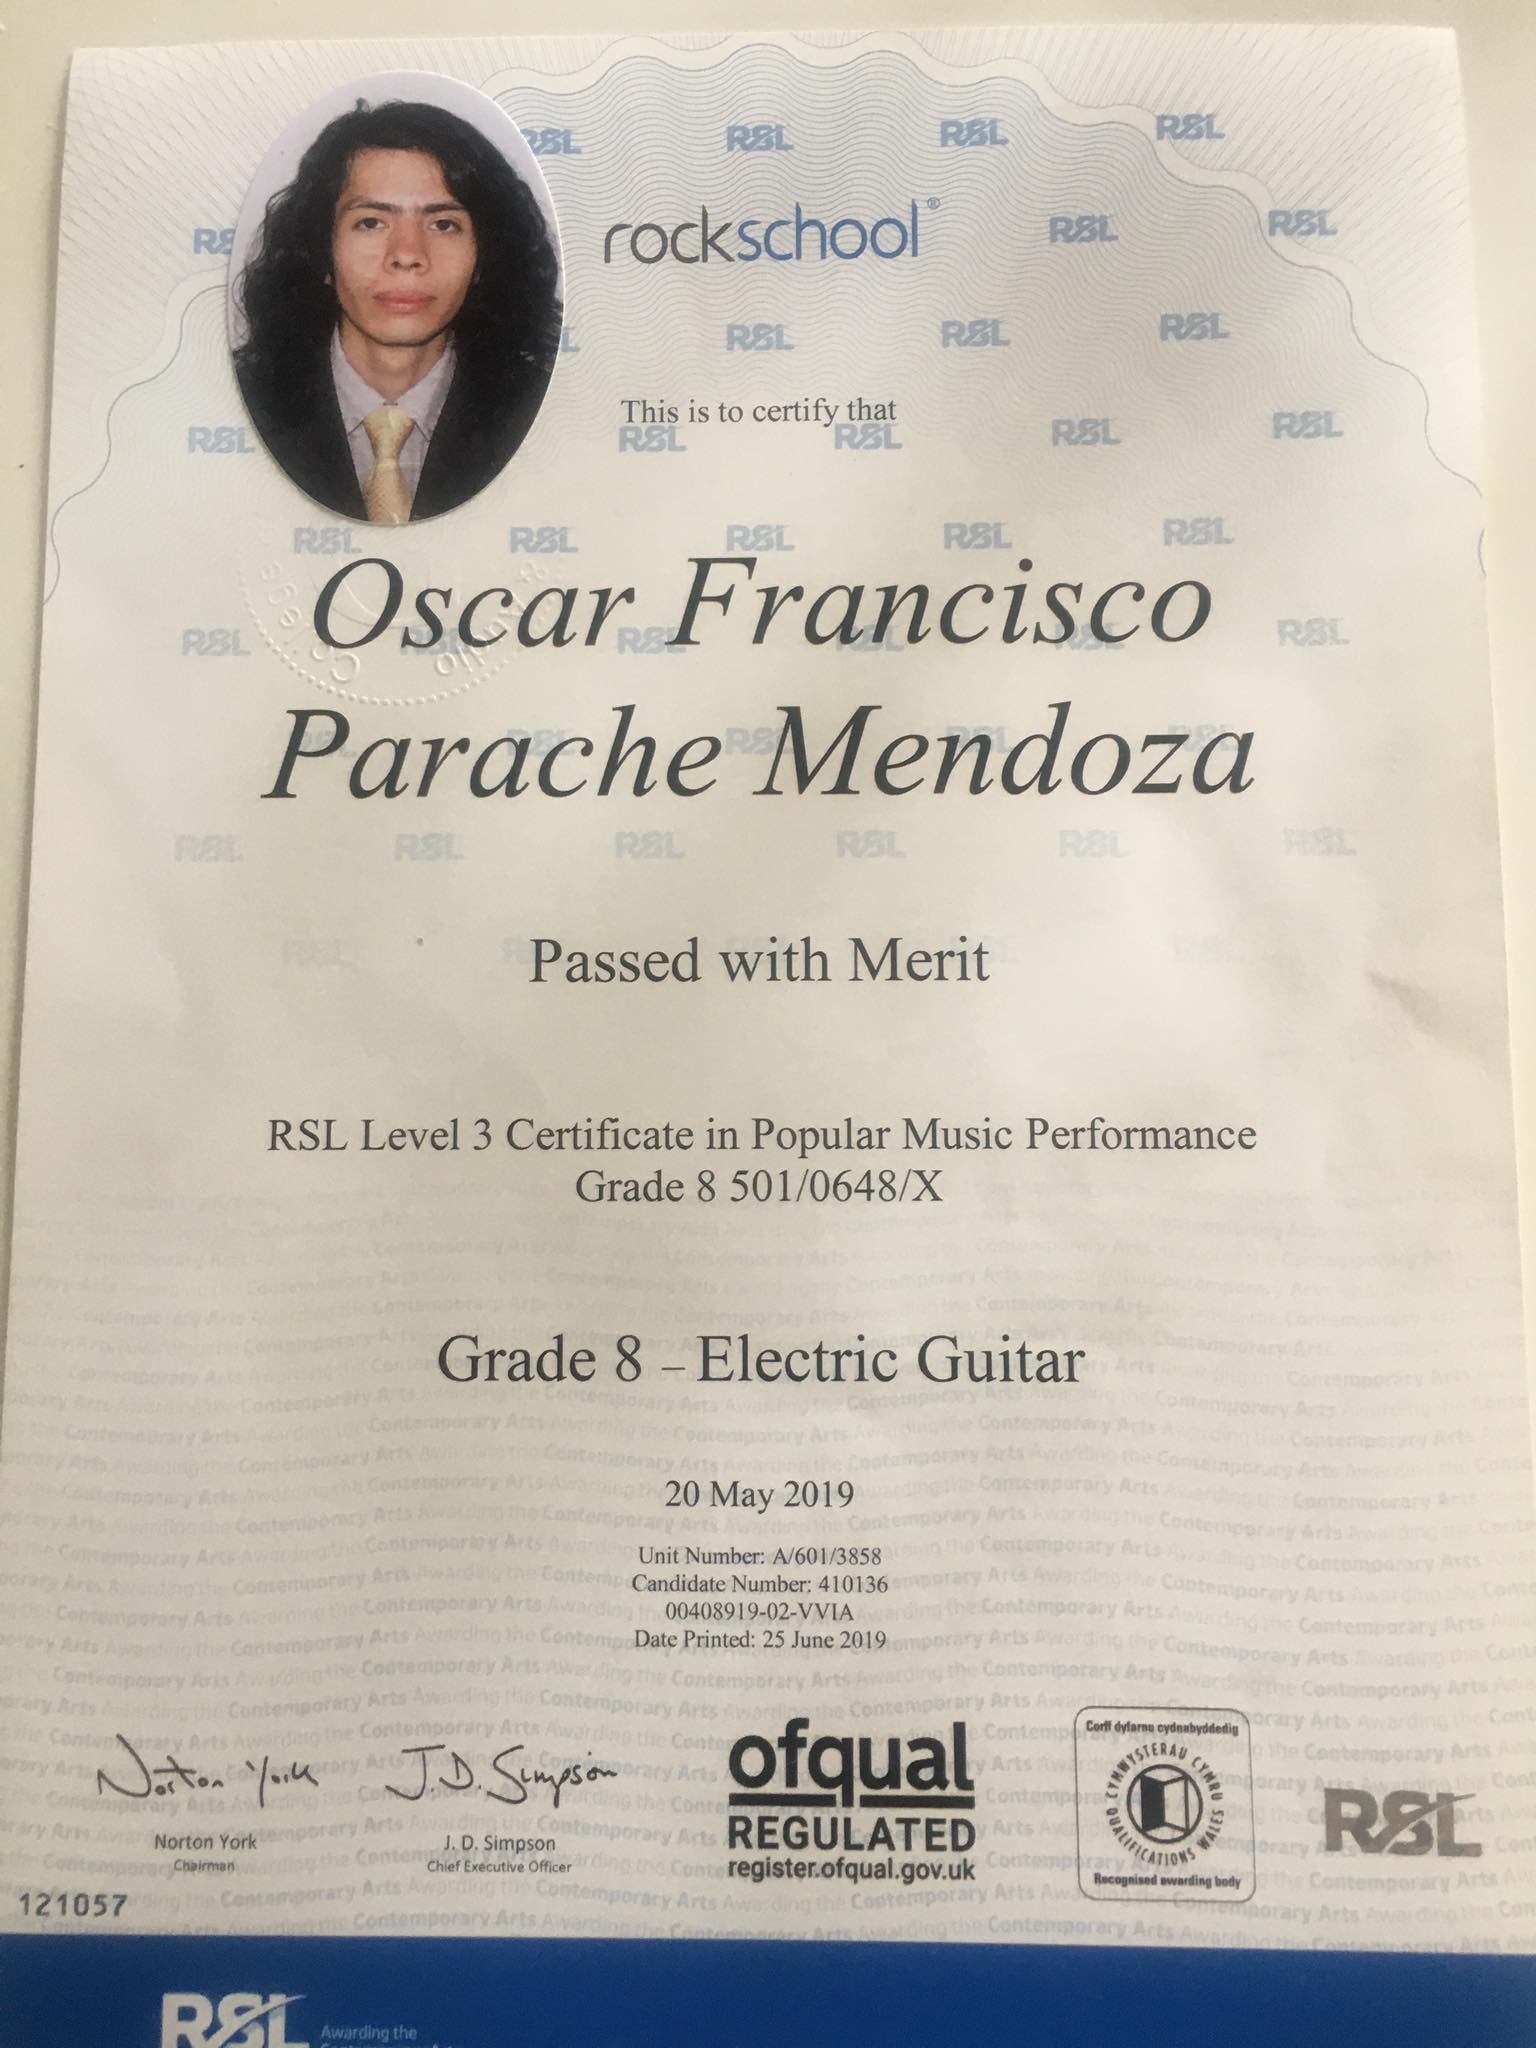 rockschool®
This is to certify that
Oscar Francisco
Parache Mendoza
Passed with Merit
RSL Level 3 Certificate in Popular Music Performance
Grade 8 501/0648/X
Grade 8 – Electric Guitar
20 May 2019
Unit Number: A/601/3858
Candidate Number: 410136
00408919-02-VVIA
Date Printed: 25 June 2019
Norton York
J.D. Simpson
Norton York
Chairman
J. D. Simpson
Chief Executive Officer
ofqual
REGULATED
register.ofqual.gov.uk
Corff dyfarnu cydnabyddedig
CYMWYSTERAU CYMRU
QUALIFICATIONS WALES
Recognised awarding body
RSL
121057
RSL
Awarding the